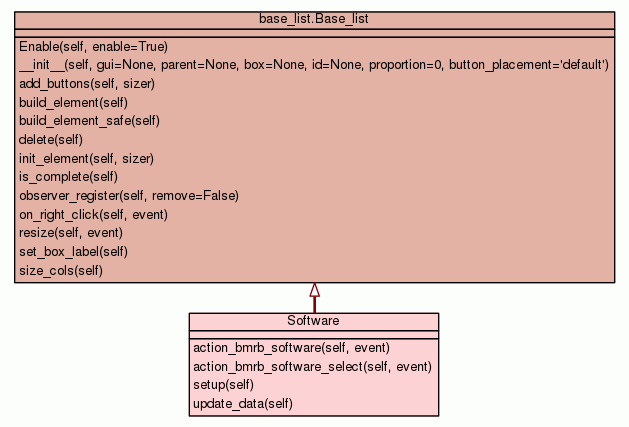 base_list.Base_list
Enable(self, enable=True)
__init__(self, gui=None, parent=None, box=None, id=None, proportion=0, button_placement='default')
add_buttons(self, sizer)
build_element(self)
build_element_safe(self)
delete(self)
init_element(self, sizer)
is_complete(self)
observer_register(self, remove=False)
on_right_click(self, event)
resize(self, event)
set_box_label(self)
size_cols(self)
Software
action_bmrb_software(self, event)
action_bmrb_software_select(self, event)
setup(self)
update_data(self)